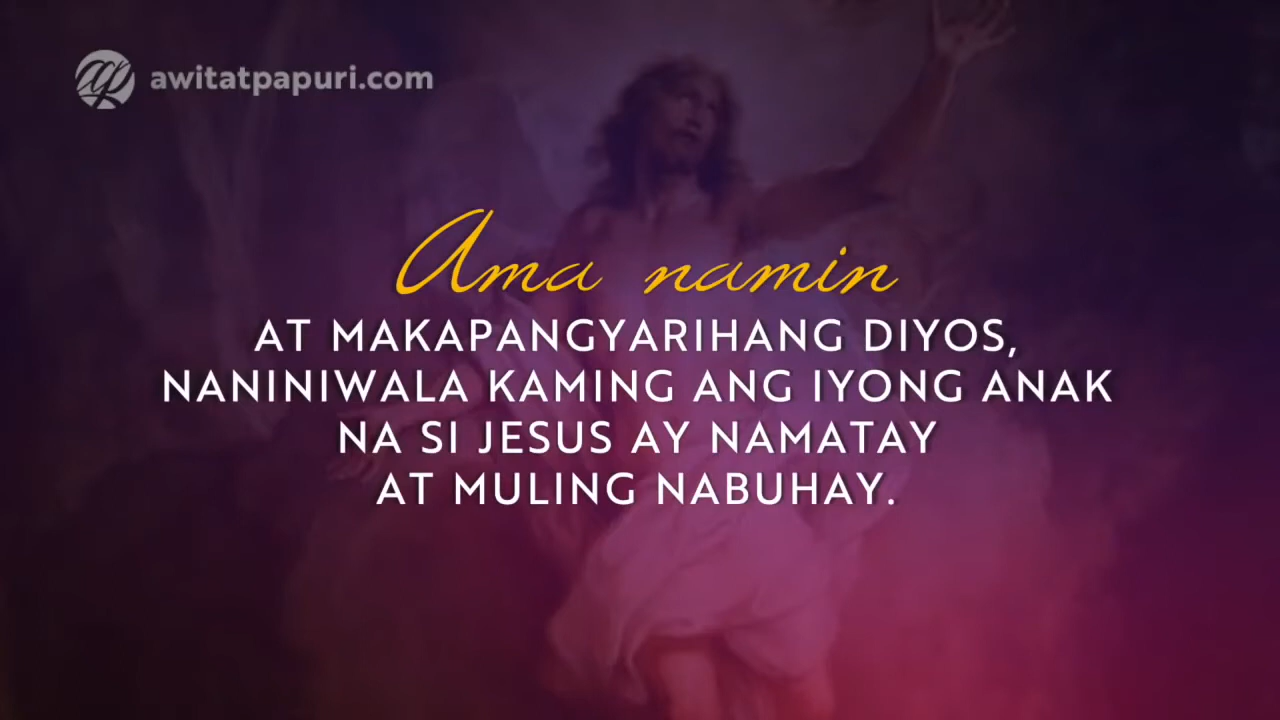 awitatpapuri.com
Ama namin
AT MAKAPANGYARIHANG DIYOS,
NANINIWALA KAMING ANG IYONG ANAK
NA SI JESUS AY NAMATAY
AT MULING NABUHAY.